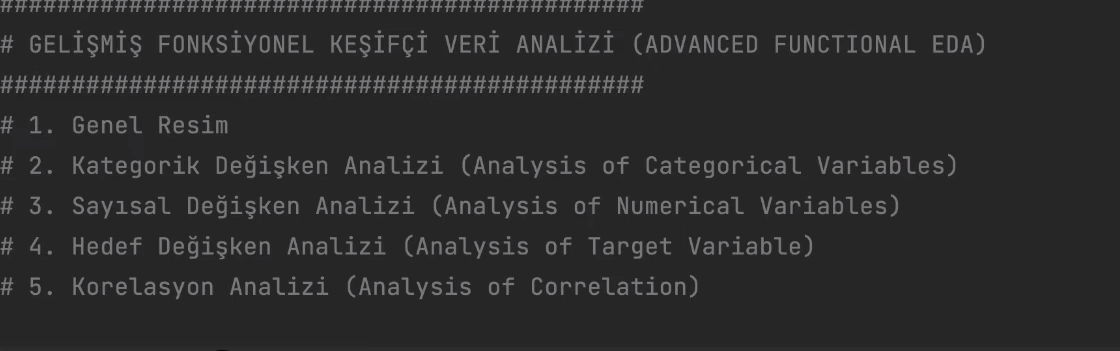 #############################################
# GELİŞMİŞ FONKSİYONEL KEŞİFÇİ VERİ ANALİZİ (ADVANCED FUNCTIONAL EDA)
#############################################
# 1. Genel Resim
# 2. Kategorik Değişken Analizi (Analysis of Categorical Variables)
# 3. Sayısal Değişken Analizi (Analysis of Numerical Variables)
# 4. Hedef Değişken Analizi (Analysis of Target Variable)
# 5. Korelasyon Analizi (Analysis of Correlation)